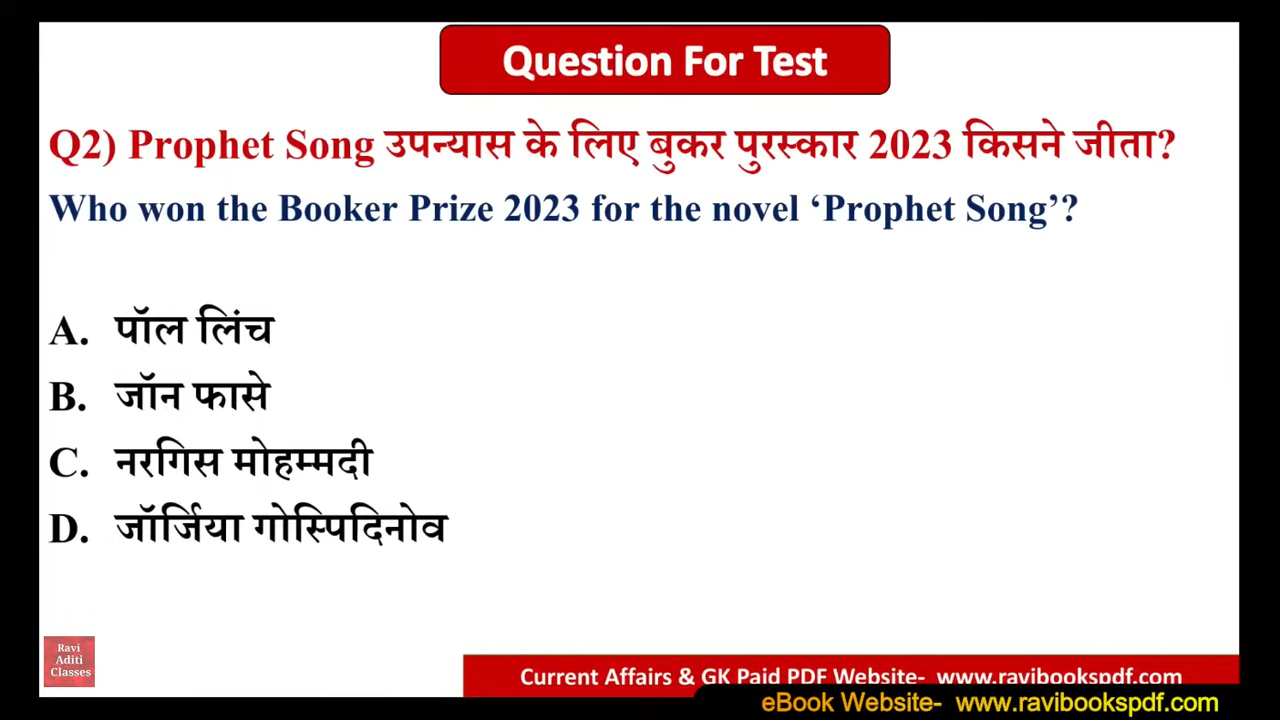 Question For Test
Q2) Prophet Song उपन्यास के लिए बुकर पुरस्कार 2023 किसने जीता?
Who won the Booker Prize 2023 for the novel ‘Prophet Song’?
A. पॉल लिंच
B. जॉन फासे
C. नरगिस मोहम्मदी
D. जॉर्जिया गोस्पिदिनोव
Ravi
Aditi
Classes
Current Affairs & GK Paid PDF Website- www.ravibookspdf.com
eBook Website- www.ravibookspdf.com